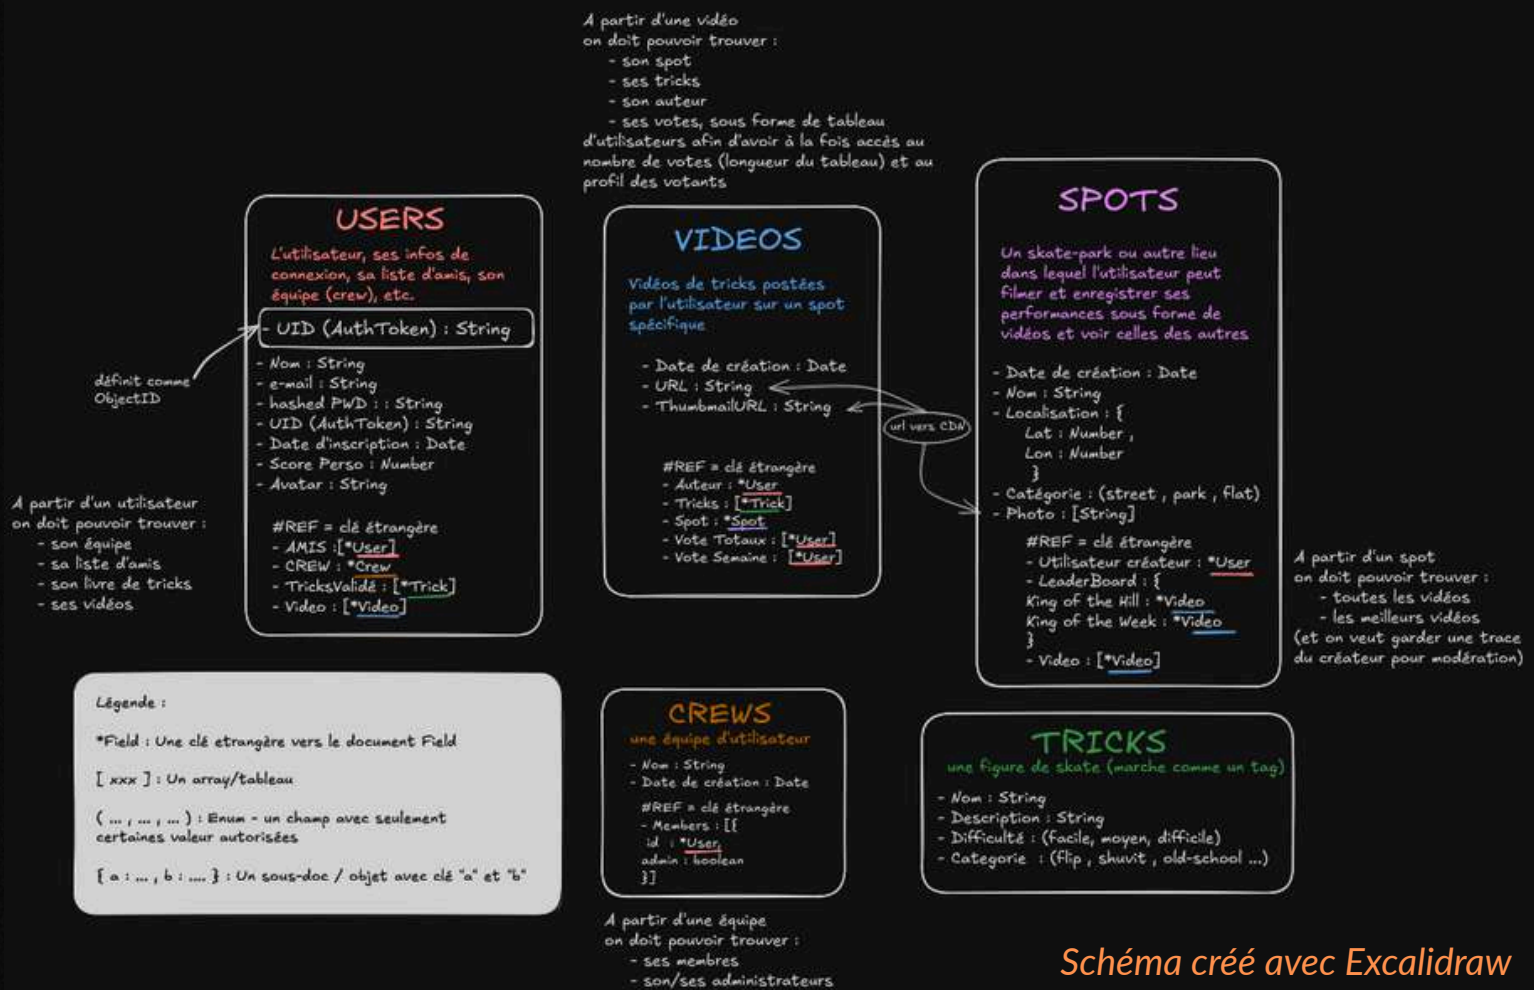 A partir d'une vidéo
on doit pouvoir trouver :
- son spot
- ses tricks
- son auteur
- ses votes, sous forme de tableau
d'utilisateurs afin d'avoir à la fois accès au
nombre de votes (longueur du tableau) et au
profil des votants
USERS
L'utilisateur, ses infos de
connexion, sa liste d'amis, son
équipe (crew), etc.
- UID (AuthToken) : String
- Nom : String
- e-mail : String
- hashed PWD : : String
- UID (AuthToken) : String
- Date d'inscription : Date
- Score Perso : Number
- Avatar : String
#REF = clé étrangère
- AMIS :[*User]
- CREW : *Crew
- TricksValidé : [*Trick]
- Video : [*Video]
définit comme
ObjectID
A partir d'un utilisateur
on doit pouvoir trouver :
- son équipe
- sa liste d'amis
- son livre de tricks
- ses vidéos
VIDEOS
Vidéos de tricks postées
par l'utilisateur sur un spot
spécifique
- Date de création : Date
- URL : String
- ThumbmailURL : String
#REF = clé étrangère
- Auteur : *User
- Tricks : [*Trick]
- Spot : *Spot
- Vote Totaux : [*User]
- Vote Semaine : [*User]
url vers CDN
SPOTS
Un skate-park ou autre lieu
dans lequel l'utilisateur peut
filmer et enregistrer ses
performances sous forme de
vidéos et voir celles des autres
- Date de création : Date
- Nom : String
- Localisation : {
Lat : Number ,
Lon : Number
}
- Catégorie : (street , park , flat)
- Photo : [String]
#REF = clé étrangère
- Utilisateur créateur : *User
- LeaderBoard : {
King of the Hill : *Video
King of the Week : *Video
}
- Video : [*Video]
A partir d'un spot
on doit pouvoir trouver :
- toutes les vidéos
- les meilleurs vidéos
(et on veut garder une trace
du créateur pour modération)
Légende :
*Field : Une clé etrangère vers le document Field
[ xxx ] : Un array/tableau
( ... , ... , ... ) : Enum - un champ avec seulement
certaines valeur autorisées
{ a : ... , b : .... } : Un sous-doc / objet avec clé "a" et "b"
CREWS
une équipe d'utilisateur
- Nom : String
- Date de création : Date
#REF = clé étrangère
- Members : [{
id : *User,
admin : boolean
}]
A partir d'une équipe
on doit pouvoir trouver :
- ses membres
- son/ses administrateurs
TRICKS
une figure de skate (marche comme un tag)
- Nom : String
- Description : String
- Difficulté : (facile, moyen, difficile)
- Categorie : (flip , shuvit , old-school ...)
Schéma créé avec Excalidraw